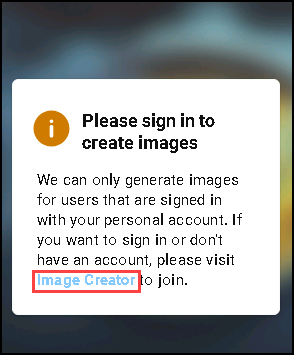 Please sign in to
create images
We can only generate images
for users that are signed in
with your personal account. If
you want to sign in or don't
have an account, please visit
Image Creator to join.